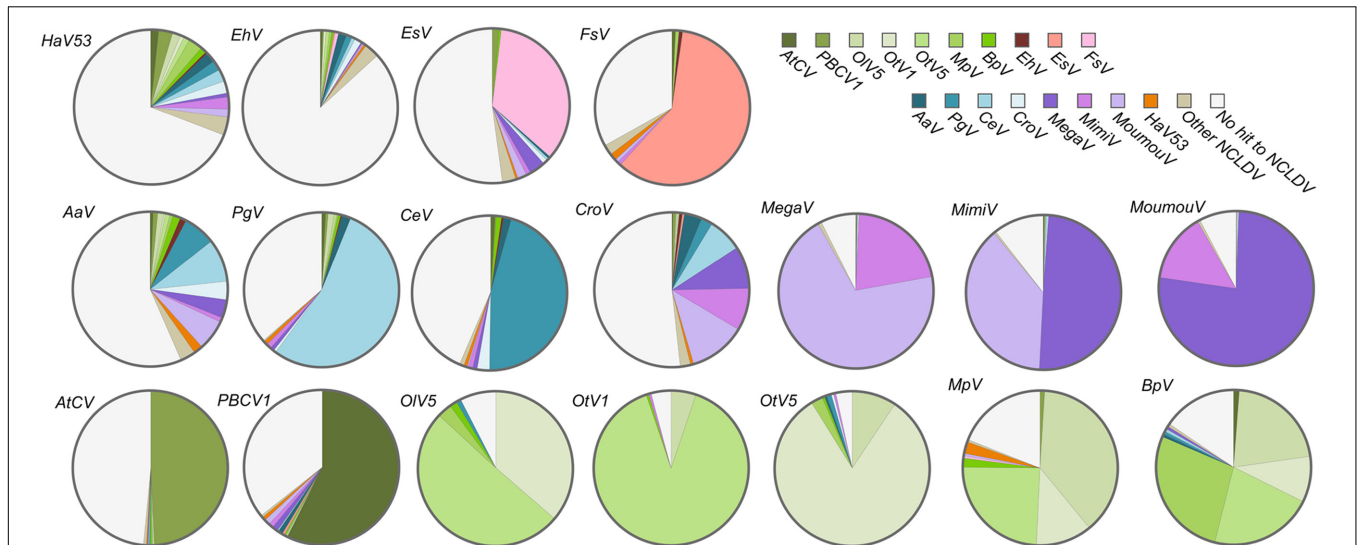 HaV53
EhV
EsV
FsV
AtCV
PBCV1
OlV5
OtV1
OtV5
MpV
BpV
EhV
EsV
FsV
AaV
PgV
CeV
CroV
MegaV
MimiV
MoumouV
HaV53
Other NCLDV
No hit to NCLDV
AaV
PgV
CeV
CroV
MegaV
MimiV
MoumouV
AtCV
PBCV1
OlV5
OtV1
OtV5
MpV
BpV